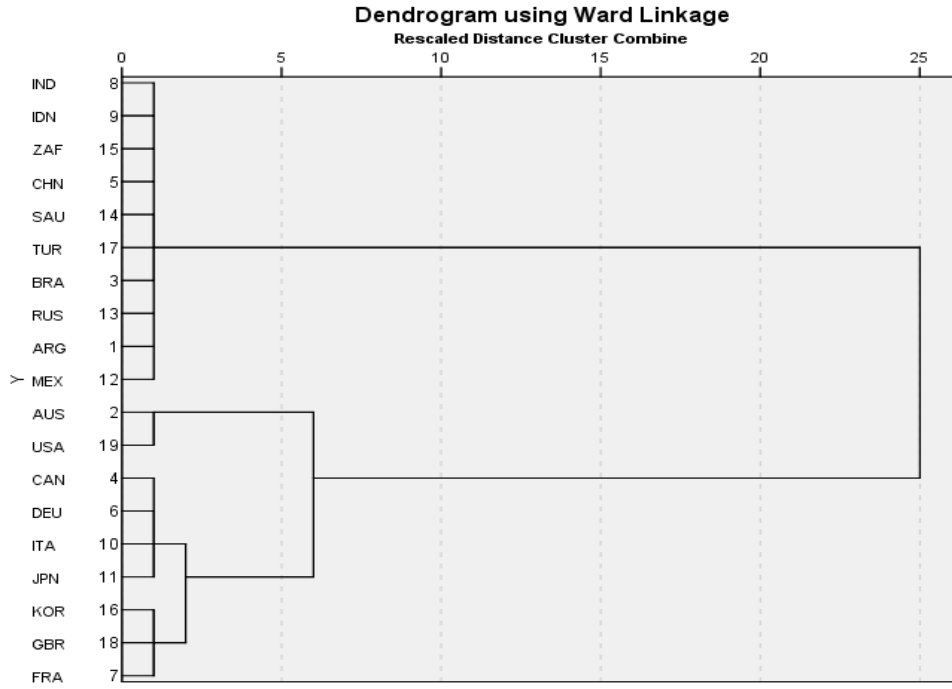 Dendrogram using Ward Linkage
Rescaled Distance Cluster Combine
0 5 10 15 20 25
IND 8
IDN 9
ZAF 15
CHN 5
SAU 14
TUR 17
BRA 3
RUS 13
ARG 1
Y MEX 12
AUS 2
USA 19
CAN 4
DEU 6
ITA 10
JPN 11
KOR 16
GBR 18
FRA 7